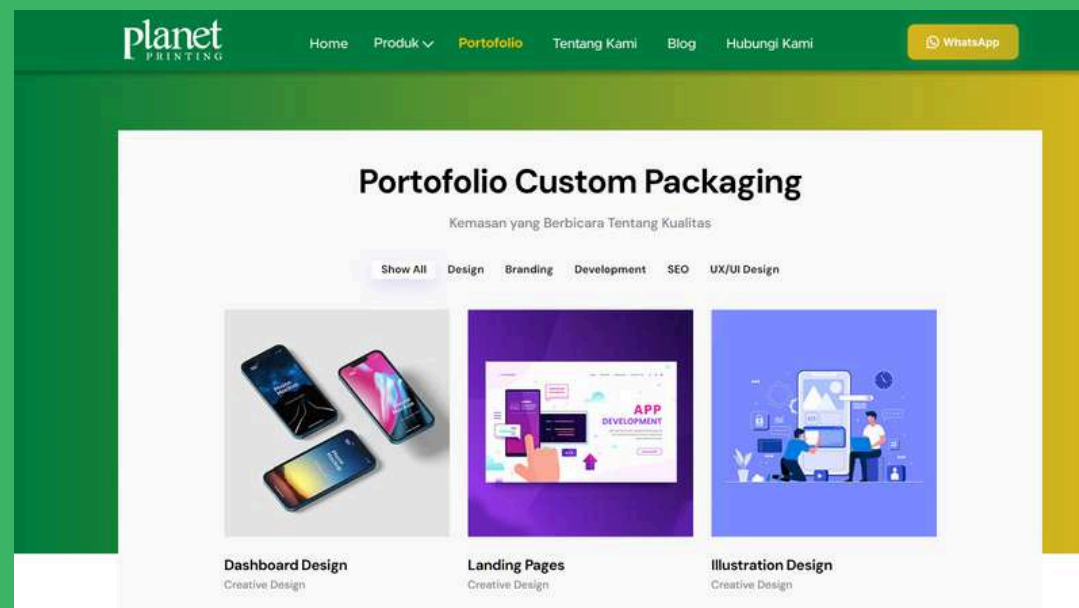 planet
PRINTING
Home Produk Portofolio Tentang Kami Blog Hubungi Kami WhatsApp
Portofolio Custom Packaging
Kemasan yang Berbicara Tentang Kualitas
Show All Design Branding Development SEO UX/UI Design
APP
DEVELOPMENT
Dashboard Design Landing Pages Illustration Design
Creative Design Creative Design Creative Design